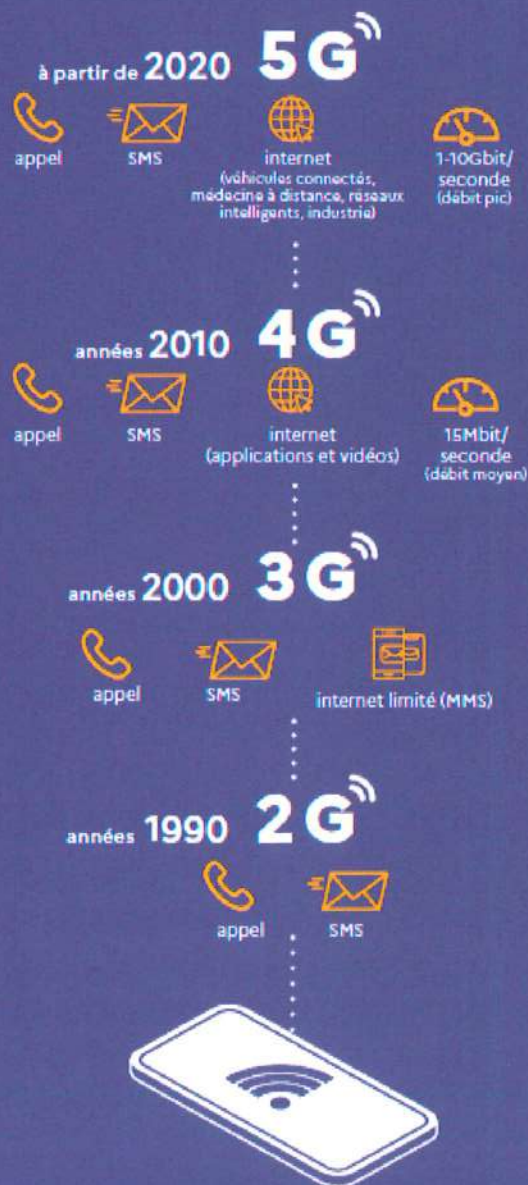 à partir de 2020 5G
appel
SMS
internet
(véhicules connectés,
médecine à distance, réseaux
intelligents, industrie)
1-10Gbit/
seconde
(débit pic)
années 2010 4G
appel
SMS
internet
(applications et vidéos)
15Mbit/
seconde
(débit moyen)
années 2000 3G
appel
SMS
internet limité (MMS)
années 1990 2G
appel
SMS